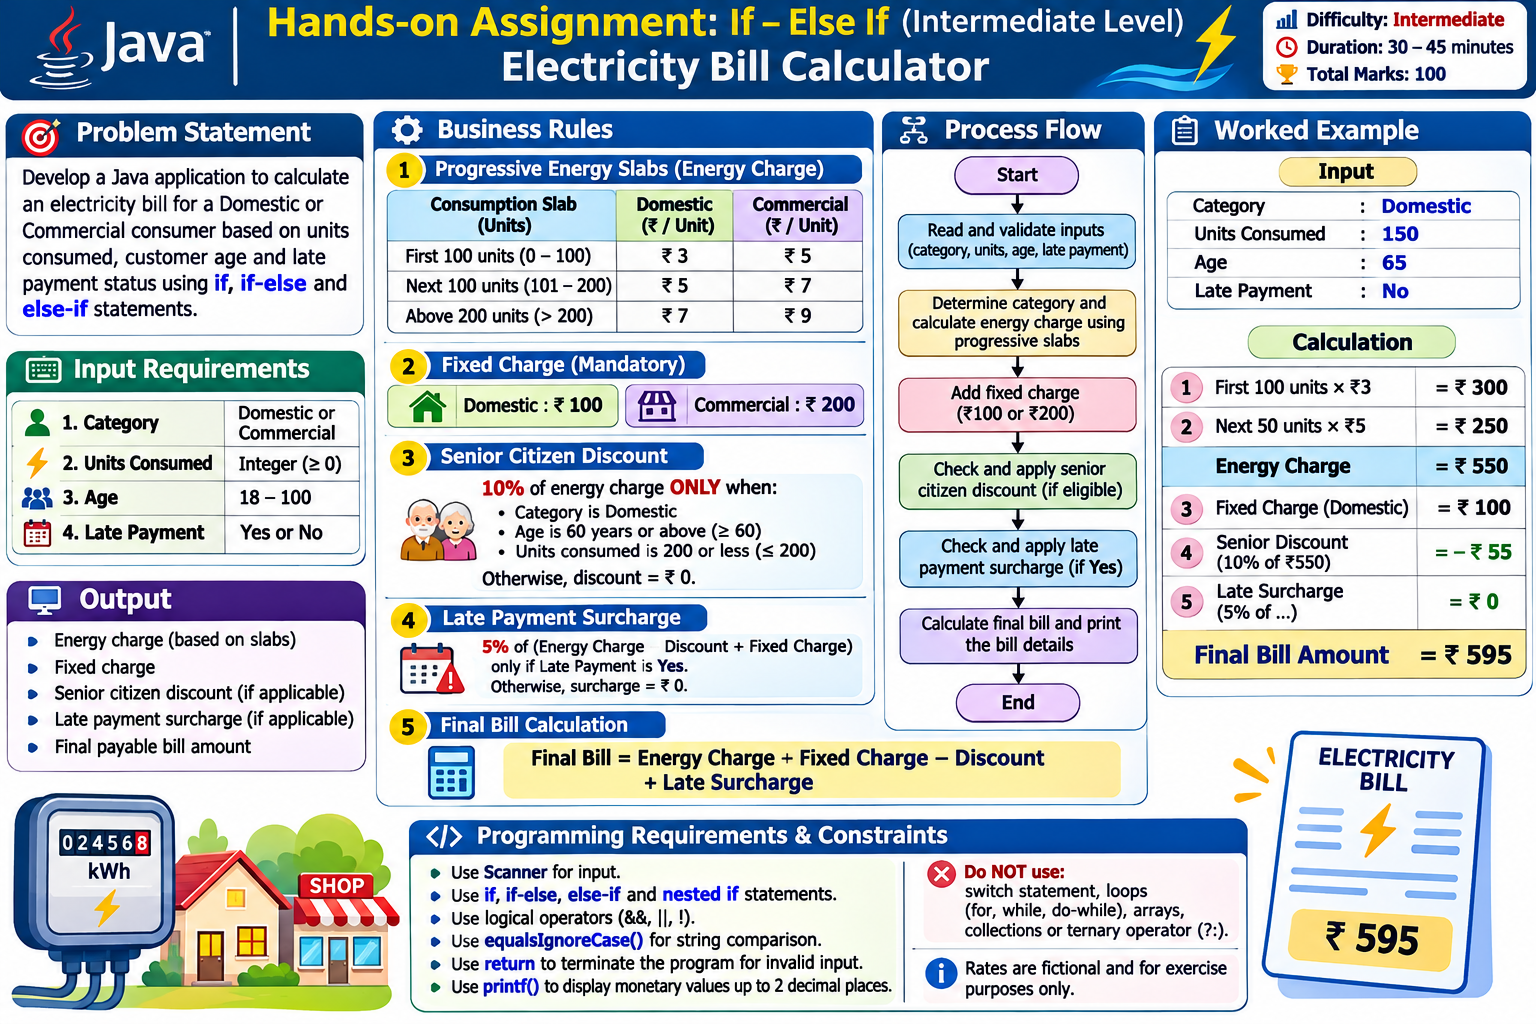 Java™
Hands-on Assignment: If – Else If (Intermediate Level)
Electricity Bill Calculator
Difficulty: Intermediate
Duration: 30 – 45 minutes
Total Marks: 100
Problem Statement
Develop a Java application to calculate
an electricity bill for a Domestic or
Commercial consumer based on units
consumed, customer age and late
payment status using if, if-else and
else-if statements.
Input Requirements
1. Category
Domestic or
Commercial
2. Units Consumed
Integer (≥ 0)
3. Age
18 – 100
4. Late Payment
Yes or No
Output
Energy charge (based on slabs)
Fixed charge
Senior citizen discount (if applicable)
Late payment surcharge (if applicable)
Final payable bill amount
024568
kWh
SHOP
Business Rules
1 Progressive Energy Slabs (Energy Charge)
Consumption Slab
(Units)
Domestic
(₹ / Unit)
Commercial
(₹ / Unit)
First 100 units (0 – 100) ₹ 3 ₹ 5
Next 100 units (101 – 200) ₹ 5 ₹ 7
Above 200 units (> 200) ₹ 7 ₹ 9
2 Fixed Charge (Mandatory)
Domestic : ₹ 100
Commercial : ₹ 200
3 Senior Citizen Discount
10% of energy charge ONLY when:
• Category is Domestic
• Age is 60 years or above (≥ 60)
• Units consumed is 200 or less (≤ 200)
Otherwise, discount = ₹ 0.
4 Late Payment Surcharge
5% of (Energy Charge Discount + Fixed Charge)
only if Late Payment is Yes.
Otherwise, surcharge = ₹ 0.
5 Final Bill Calculation
Final Bill = Energy Charge + Fixed Charge – Discount
+ Late Surcharge
Process Flow
Start
Read and validate inputs
(category, units, age, late payment)
Determine category and
calculate energy charge using
progressive slabs
Add fixed charge
(₹100 or ₹200)
Check and apply senior
citizen discount (if eligible)
Check and apply late
payment surcharge (if Yes)
Calculate final bill and print
the bill details
End
Worked Example
Input
Category : Domestic
Units Consumed : 150
Age : 65
Late Payment : No
Calculation
1 First 100 units × ₹3 = ₹ 300
2 Next 50 units × ₹5 = ₹ 250
Energy Charge = ₹ 550
3 Fixed Charge (Domestic) = ₹ 100
4 Senior Discount
(10% of ₹550)
= – ₹ 55
5 Late Surcharge
(5% of ...)
= ₹ 0
Final Bill Amount = ₹ 595
</> Programming Requirements & Constraints
Use Scanner for input.
Use if, if-else, else-if and nested if statements.
Use logical operators (&&, ||, !).
Use equalsIgnoreCase() for string comparison.
Use return to terminate the program for invalid input.
Use printf() to display monetary values up to 2 decimal places.
Do NOT use:
switch statement, loops
(for, while, do-while), arrays,
collections or ternary operator (?:).
Rates are fictional and for exercise
purposes only.
ELECTRICITY
BILL
₹ 595